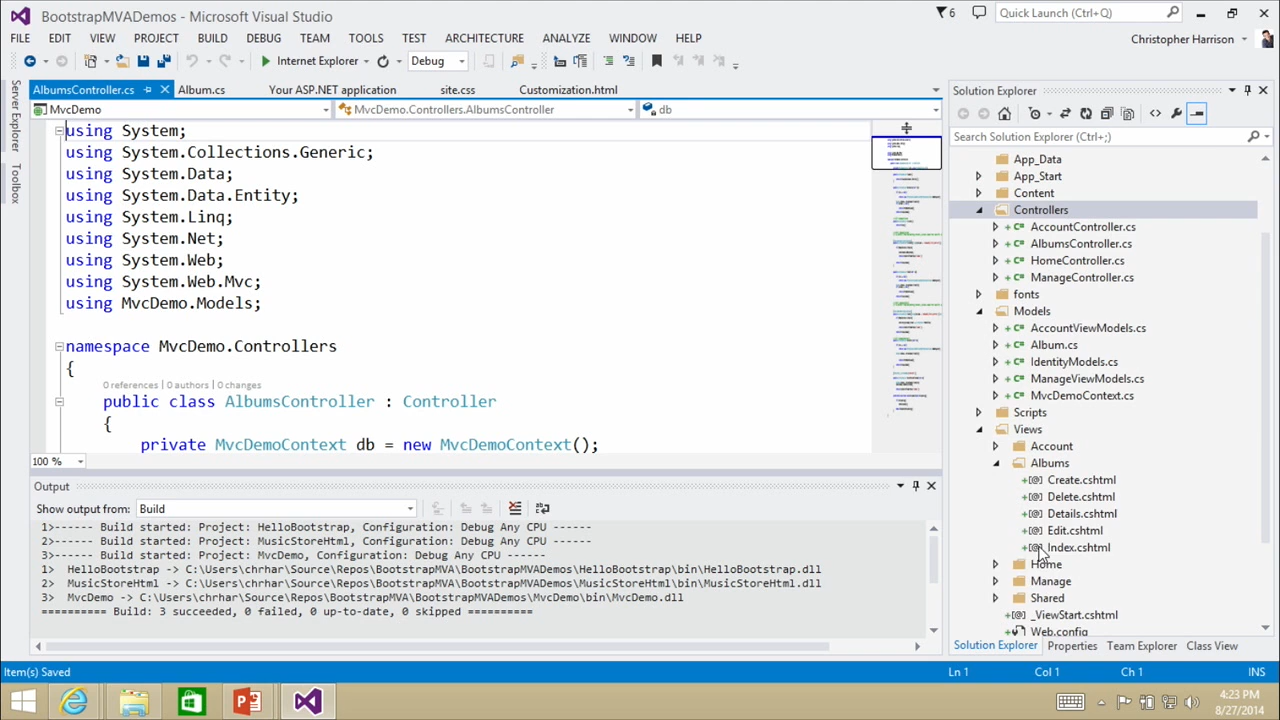 BootstrapMVADemos - Microsoft Visual Studio
6
Quick Launch (Ctrl+Q)
FILE EDIT VIEW PROJECT BUILD DEBUG TEAM TOOLS TEST ARCHITECTURE ANALYZE WINDOW HELP
Christopher Harrison
Internet Explorer
Debug
Server Explorer
Toolbox
AlbumsController.cs
Album.cs
Your ASP.NET application
site.css
Customization.html
MvcDemo
MvcDemo.Controllers.AlbumsController
db
using System;
using System.Collections.Generic;
using System.Data;
using System.Data.Entity;
using System.Linq;
using System.Net;
using System.Web;
using System.Web.Mvc;
using MvcDemo.Models;
namespace MvcDemo.Controllers
{
0 references | 0 authors | 0 changes
public class AlbumsController : Controller
{
private MvcDemoContext db = new MvcDemoContext();
100 %
Output
Show output from: Build
1>------ Build started: Project: HelloBootstrap, Configuration: Debug Any CPU ------
2>------ Build started: Project: MusicStoreHtml, Configuration: Debug Any CPU ------
3>------ Build started: Project: MvcDemo, Configuration: Debug Any CPU ------
1> HelloBootstrap -> C:\Users\chrhar\Source\Repos\BootstrapMVA\BootstrapMVADemos\HelloBootstrap\bin\HelloBootstrap.dll
2> MusicStoreHtml -> C:\Users\chrhar\Source\Repos\BootstrapMVA\BootstrapMVADemos\MusicStoreHtml\bin\MusicStoreHtml.dll
3> MvcDemo -> C:\Users\chrhar\Source\Repos\BootstrapMVA\BootstrapMVADemos\MvcDemo\bin\MvcDemo.dll
========== Build: 3 succeeded, 0 failed, 0 up-to-date, 0 skipped ==========
Solution Explorer
Search Solution Explorer (Ctrl+;)
App_Data
App_Start
Content
Controllers
AccountController.cs
AlbumsController.cs
HomeController.cs
ManageController.cs
fonts
Models
AccountViewModels.cs
Album.cs
IdentityModels.cs
ManageViewModels.cs
MvcDemoContext.cs
Scripts
Views
Account
Albums
Create.cshtml
Delete.cshtml
Details.cshtml
Edit.cshtml
Index.cshtml
Home
Manage
Shared
_ViewStart.cshtml
Web.config
Solution Explorer Properties Team Explorer Class View
Item(s) Saved
Ln 1 Col 1 Ch 1 INS
4:23 PM
8/27/2014